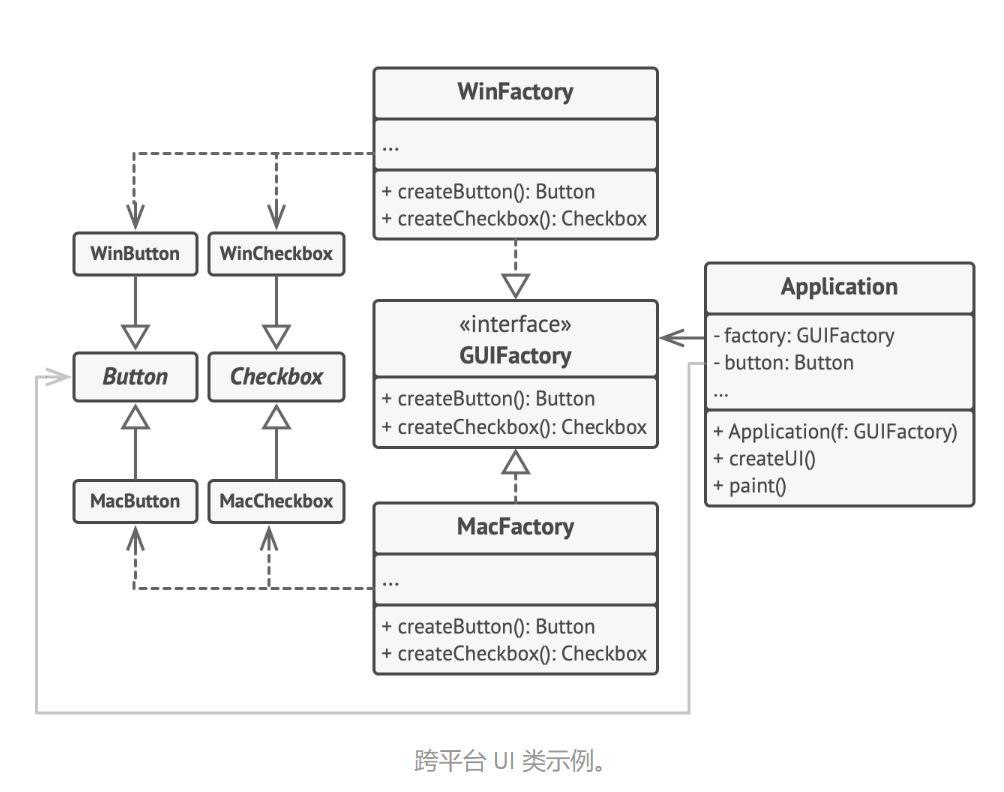 WinFactory
...
+ createButton(): Button
+ createCheckbox(): Checkbox
WinButton
WinCheckbox
Button
Checkbox
MacButton
MacCheckbox
«interface»
GUIFactory
+ createButton(): Button
+ createCheckbox(): Checkbox
MacFactory
...
+ createButton(): Button
+ createCheckbox(): Checkbox
Application
- factory: GUIFactory
- button: Button
...
+ Application(f: GUIFactory)
+ createUI()
+ paint()
跨平台 UI 类示例。